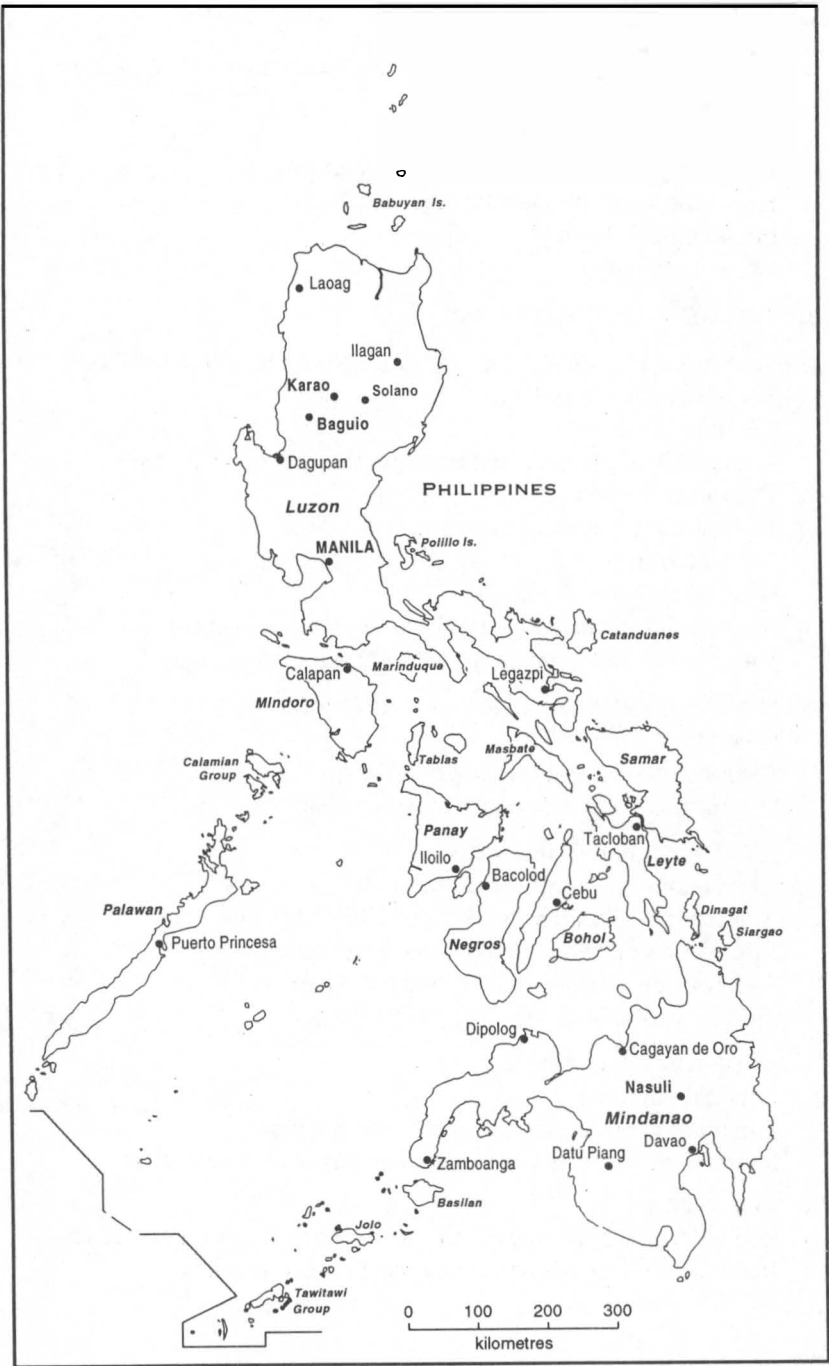 Babuyan Is.
Laoag
Ilagan
Karao
Solano
Baguio
Dagupan
PHILIPPINES
Luzon
MANILA
Polillo Is.
Catanduanes
Marinduque
Calapan
Legazpi
Mindoro
Tablas
Masbate
Samar
Calamian
Group
Panay
Tacloban
Iloilo
Leyte
Bacolod
Cebu
Palawan
Dinagat
Siargao
Puerto Princesa
Negros
Bohol
Dipolog
Cagayan de Oro
Nasuli
Mindanao
Davao
Zamboanga
Datu Piang
Basilan
Jolo
Tawitawi
Group
0 100 200 300
kilometres